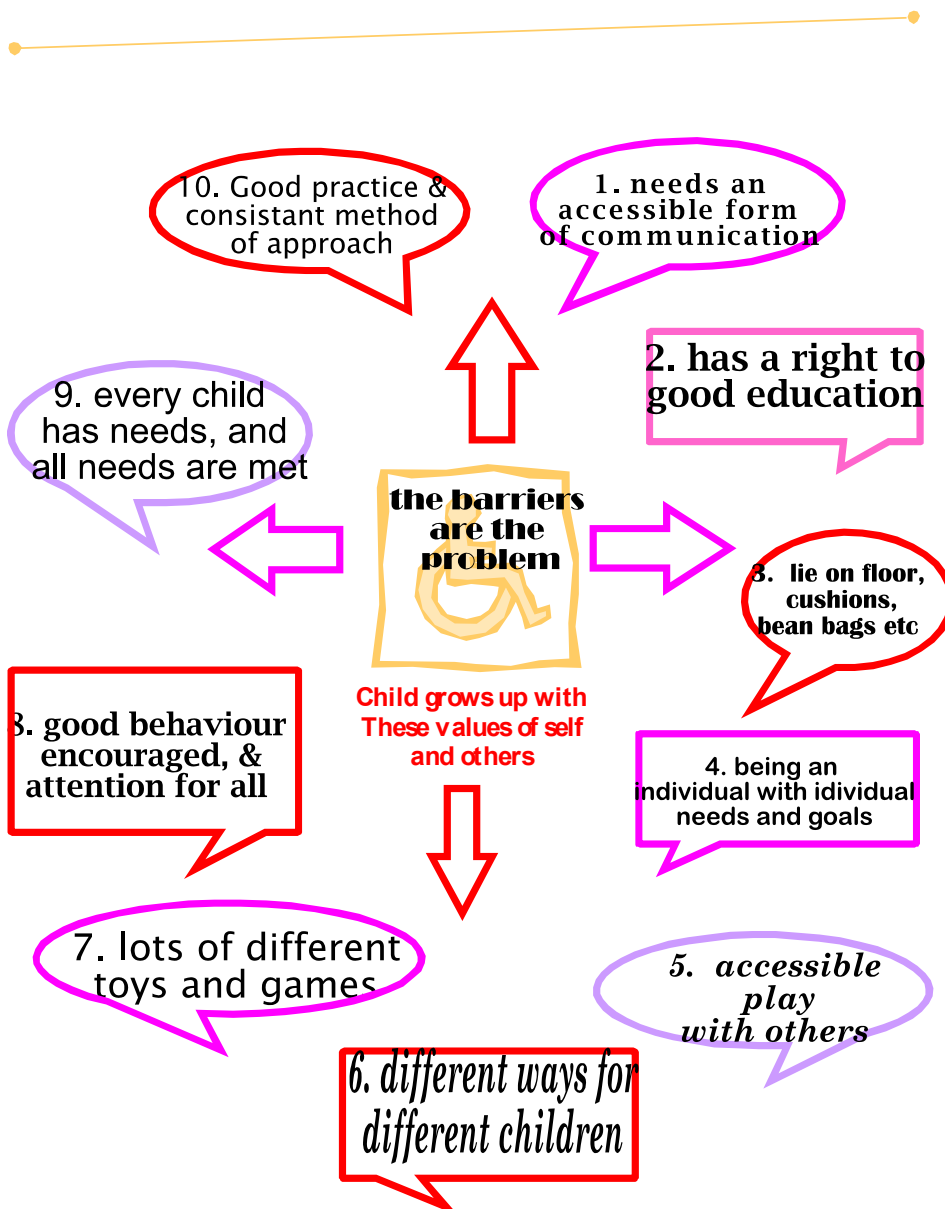 10. Good practice &
consistant method
of approach
1. needs an
accessible form
of communication
2. has a right to
good education
9. every child
has needs, and
all needs are met
the barriers
are the
problem
3. lie on floor,
cushions,
bean bags etc
Child grows up with
These values of self
and others
8. good behaviour
encouraged, &
attention for all
4. being an
individual with idividual
needs and goals
7. lots of different
toys and games
5. accessible
play
with others
6. different ways for
different children